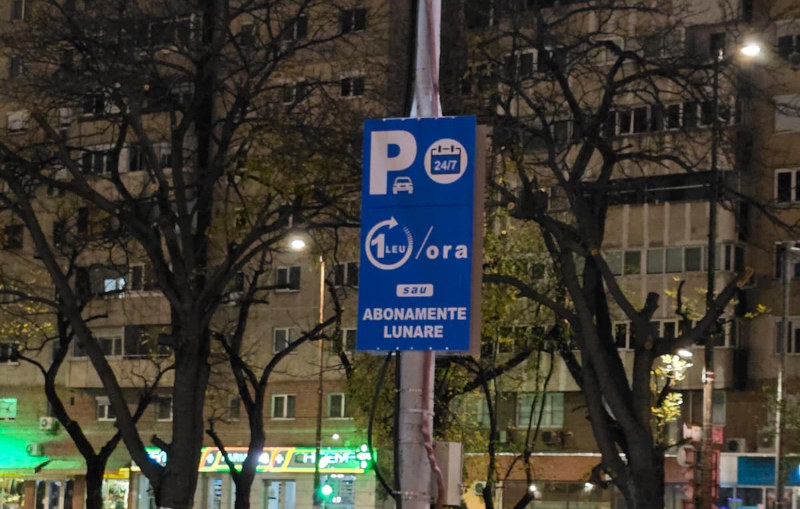 P
24/7
1 LEU /ora
sau
ABONAMENTE
LUNARE